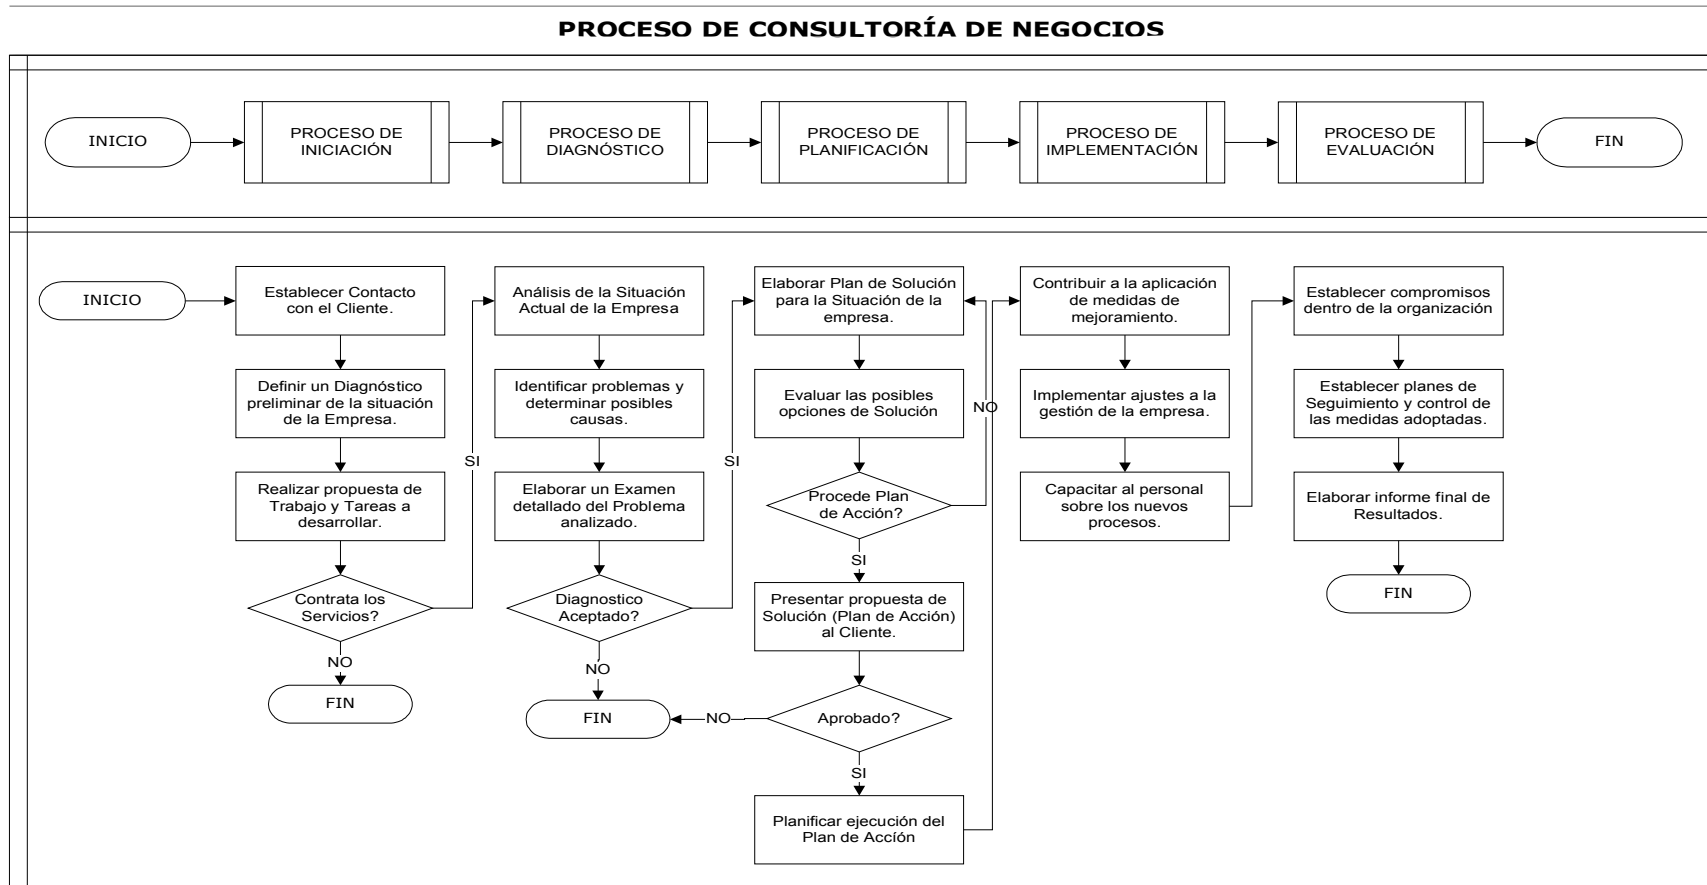 PROCESO DE CONSULTORÍA DE NEGOCIOS
INICIO
PROCESO DE
INICIACIÓN
PROCESO DE
DIAGNÓSTICO
PROCESO DE
PLANIFICACIÓN
PROCESO DE
IMPLEMENTACIÓN
PROCESO DE
EVALUACIÓN
FIN
INICIO
Establecer Contacto
con el Cliente.
Definir un Diagnóstico
preliminar de la situación
de la Empresa.
Realizar propuesta de
Trabajo y Tareas a
desarrollar.
Contrata los
Servicios?
SI
NO
FIN
Análisis de la Situación
Actual de la Empresa
Identificar problemas y
determinar posibles
causas.
Elaborar un Examen
detallado del Problema
analizado.
Diagnostico
Aceptado?
SI
NO
FIN
Elaborar Plan de Solución
para la Situación de la
empresa.
Evaluar las posibles
opciones de Solución
Procede Plan
de Acción?
NO
SI
Presentar propuesta de
Solución (Plan de Acción)
al Cliente.
Aprobado?
NO
SI
Planificar ejecución del
Plan de Accíón
Contribuir a la aplicación
de medidas de
mejoramiento.
Implementar ajustes a la
gestión de la empresa.
Capacitar al personal
sobre los nuevos
procesos.
Establecer compromisos
dentro de la organización
Establecer planes de
Seguimiento y control de
las medidas adoptadas.
Elaborar informe final de
Resultados.
FIN